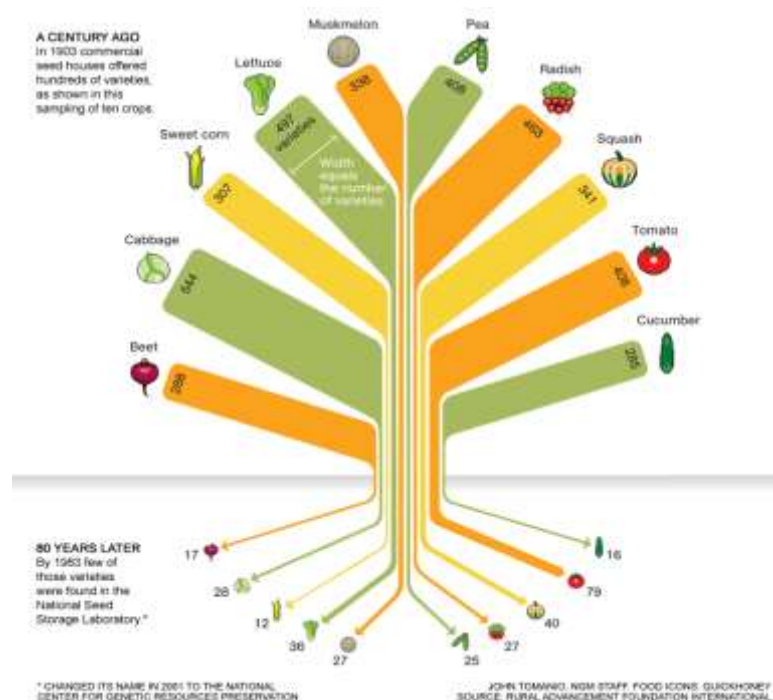 A CENTURY AGO
In 1903 commercial
seed houses offered
hundreds of varieties,
as shown in this
sampling of ten crops.
Muskmelon
Pea
Lettuce
Radish
Sweet corn
Squash
Cabbage
Tomato
Beet
Cucumber
338
408
497
varieties
463
Width
equals
the number
of varieties
307
341
544
408
288
285
80 YEARS LATER
By 1983 few of
those varieties
were found in the
National Seed
Storage Laboratory.*
17
28
12
36
27
25
27
40
79
16
* CHANGED ITS NAME IN 2001 TO THE NATIONAL
CENTER FOR GENETIC RESOURCES PRESERVATION
JOHN TOMANIO, NGM STAFF. FOOD ICONS: QUICKHONEY
SOURCE: RURAL ADVANCEMENT FOUNDATION INTERNATIONAL